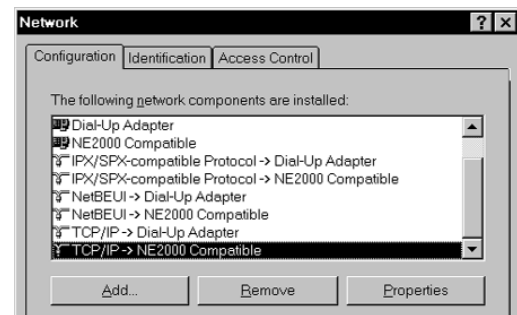 Network
Configuration Identification Access Control
The following network components are installed:
Dial-Up Adapter
NE2000 Compatible
IPX/SPX-compatible Protocol -> Dial-Up Adapter
IPX/SPX-compatible Protocol -> NE2000 Compatible
NetBEUI -> Dial-Up Adapter
NetBEUI -> NE2000 Compatible
TCP/IP -> Dial-Up Adapter
TCP/IP -> NE2000 Compatible
Add... Remove Properties